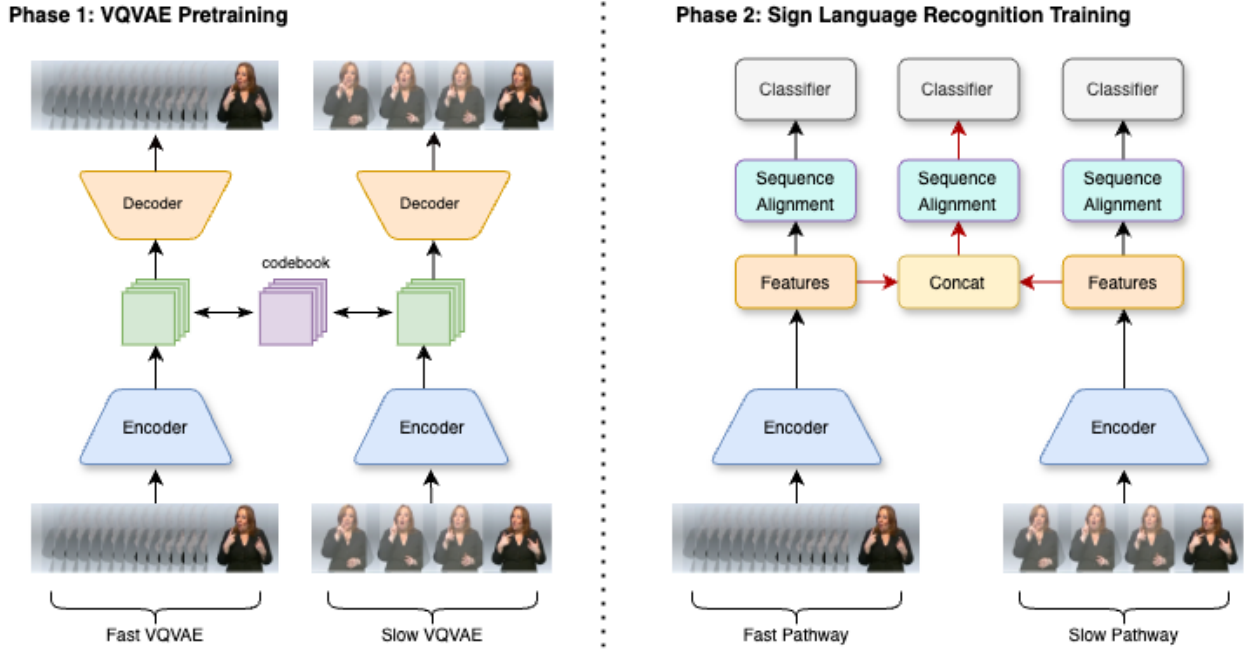 Phase 1: VQVAE Pretraining
Decoder
Decoder
codebook
Encoder
Encoder
Fast VQVAE
Slow VQVAE
Phase 2: Sign Language Recognition Training
Classifier
Classifier
Classifier
Sequence
Alignment
Sequence
Alignment
Sequence
Alignment
Features
Concat
Features
Encoder
Encoder
Fast Pathway
Slow Pathway